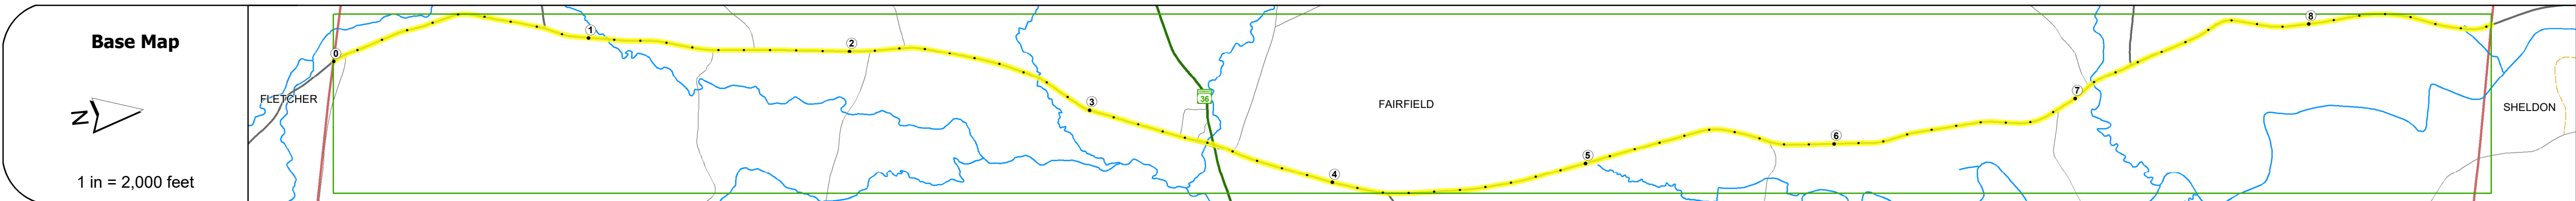 Base Map
N
1 in = 2,000 feet
FLETCHER
0
1
2
3
36
4
FAIRFIELD
5
6
7
8
SHELDON